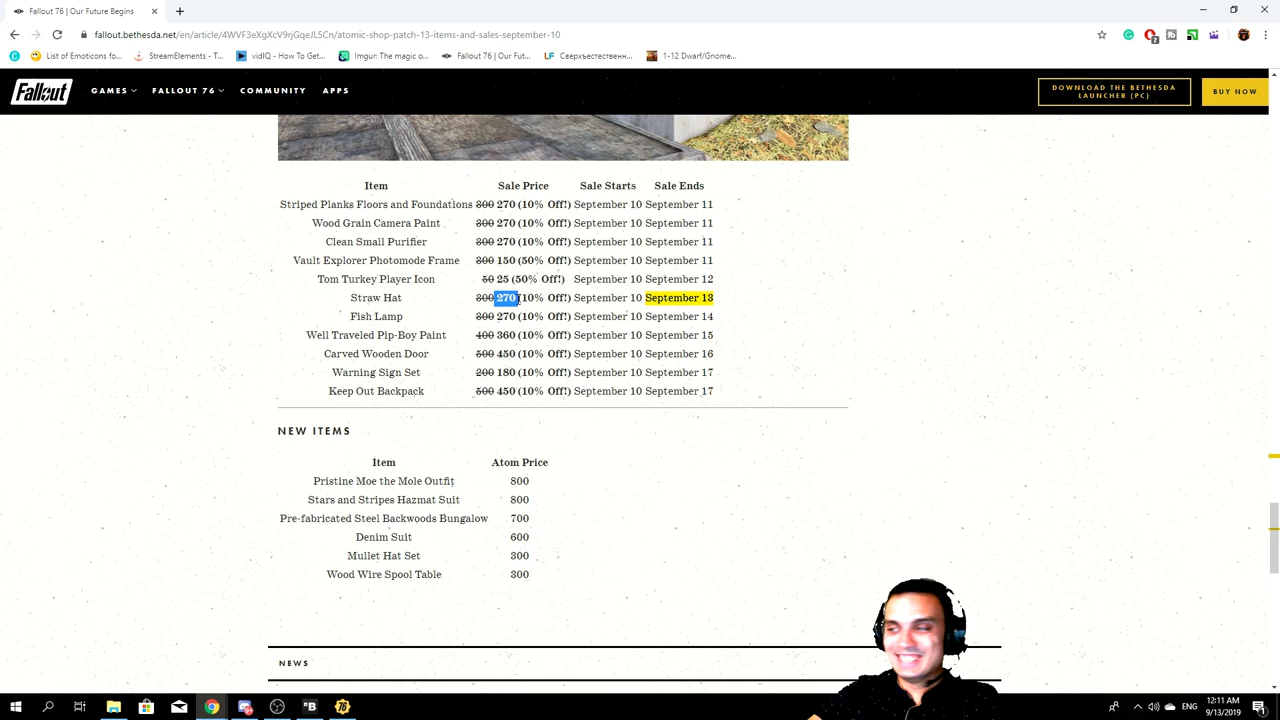 Fallout 76 | Our Future Begins
fallout.bethesda.net/en/article/4WVF3eXgXcV9rjGqeJL5Cn/atomic-shop-patch-13-items-and-sales-september-10
List of Emoticons fo...
StreamElements - T...
vidIQ - How To Get...
Imgur: The magic o...
Fallout 76 | Our Fut...
Сверхъестественн...
1-12 Dwarf/Gnome...
Fallout
GAMES
FALLOUT 76
COMMUNITY
APPS
DOWNLOAD THE BETHESDA
LAUNCHER (PC)
BUY NOW
Item Sale Price Sale Starts Sale Ends
Striped Planks Floors and Foundations 300 270 (10% Off!) September 10 September 11
Wood Grain Camera Paint 300 270 (10% Off!) September 10 September 11
Clean Small Purifier 300 270 (10% Off!) September 10 September 11
Vault Explorer Photomode Frame 300 150 (50% Off!) September 10 September 11
Tom Turkey Player Icon 50 25 (50% Off!) September 10 September 12
Straw Hat 300 270 (10% Off!) September 10 September 13
Fish Lamp 300 270 (10% Off!) September 10 September 14
Well Traveled Pip-Boy Paint 400 360 (10% Off!) September 10 September 15
Carved Wooden Door 500 450 (10% Off!) September 10 September 16
Warning Sign Set 200 180 (10% Off!) September 10 September 17
Keep Out Backpack 500 450 (10% Off!) September 10 September 17
NEW ITEMS
Item Atom Price
Pristine Moe the Mole Outfit 800
Stars and Stripes Hazmat Suit 800
Pre-fabricated Steel Backwoods Bungalow 700
Denim Suit 600
Mullet Hat Set 300
Wood Wire Spool Table 300
NEWS
ENG
12:11 AM
9/13/2019